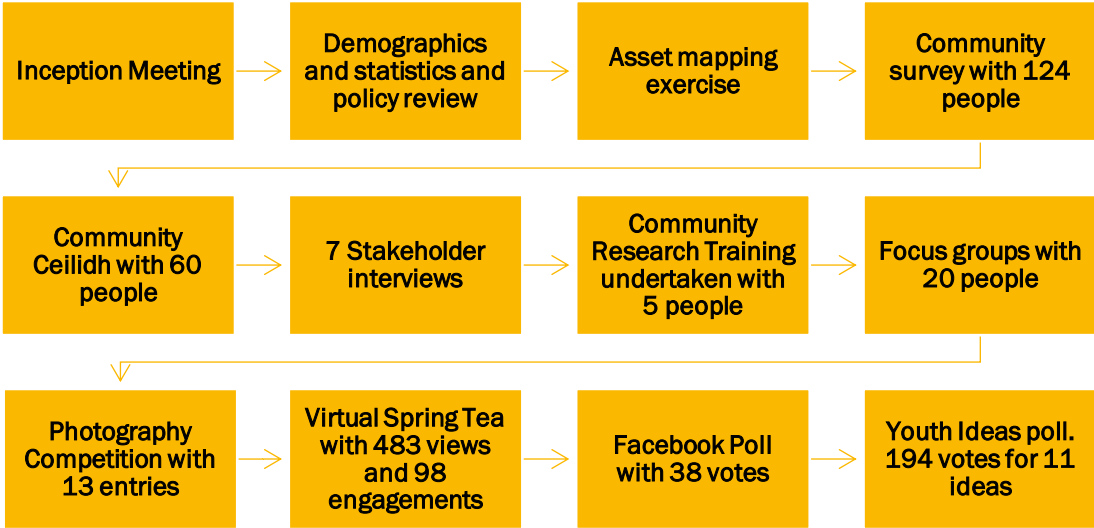 Inception Meeting
Demographics
and statistics and
policy review
Asset mapping
exercise
Community
survey with 124
people
Community
Ceilidh with 60
people
7 Stakeholder
interviews
Community
Research Training
undertaken with
5 people
Focus groups with
20 people
Photography
Competition with
13 entries
Virtual Spring Tea
with 483 views
and 98
engagements
Facebook Poll
with 38 votes
Youth Ideas poll.
194 votes for 11
ideas